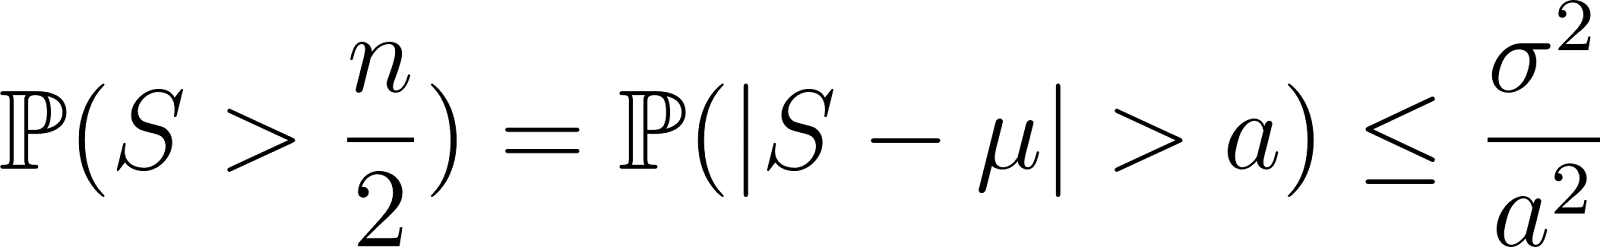 ℙ(S > n/2) = ℙ(|S − μ| > a) ≤ σ²/a²